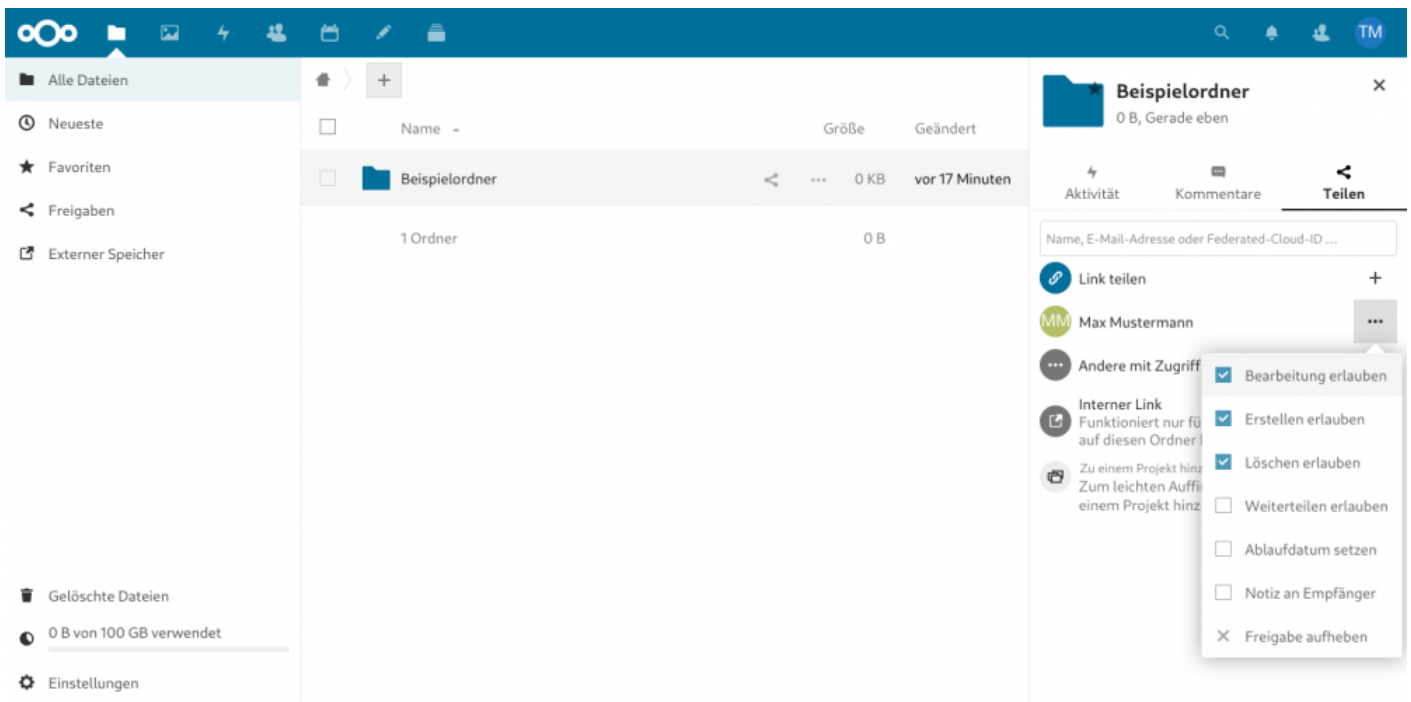 TM
Alle Dateien
Neueste
Favoriten
Freigaben
Externer Speicher
Gelöschte Dateien
0 B von 100 GB verwendet
Einstellungen
Name
Größe
Geändert
Beispielordner
0 KB
vor 17 Minuten
1 Ordner
0 B
Beispielordner
0 B, Gerade eben
Aktivität
Kommentare
Teilen
Name, E-Mail-Adresse oder Federated-Cloud-ID ...
Link teilen
MM
Max Mustermann
Andere mit Zugriff
Interner Link
Funktioniert nur fü
auf diesen Ordner
Zu einem Projekt hinz
Zum leichten Auffi
einem Projekt hinz
Bearbeitung erlauben
Erstellen erlauben
Löschen erlauben
Weiterteilen erlauben
Ablaufdatum setzen
Notiz an Empfänger
Freigabe aufheben